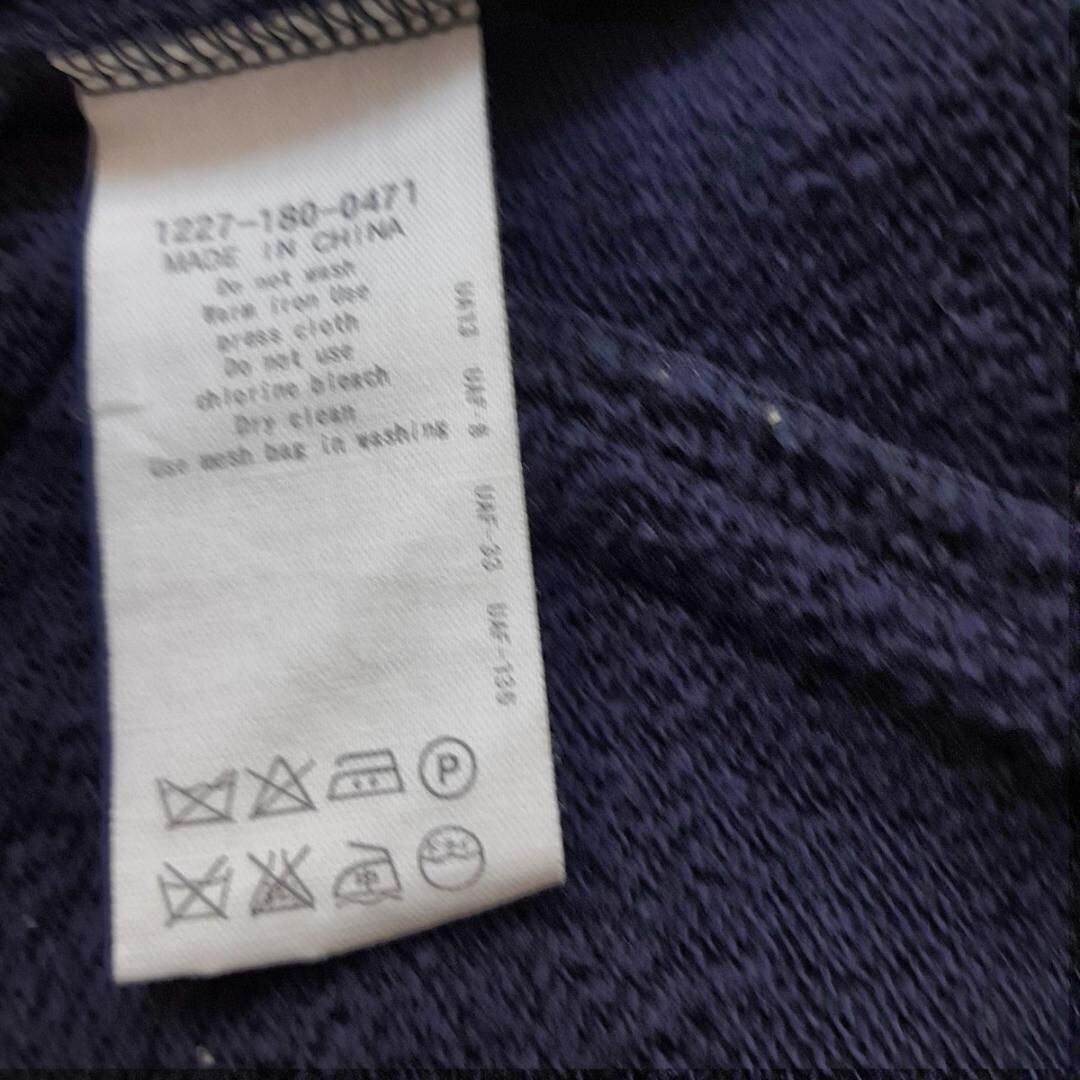 1227-180-0471
MADE IN CHINA
Do not wash
Warm iron Use
press cloth
Do not use
chlorine bleach
Dry clean
Use mesh bag in washing
UA13
UAF-8
UAF-33
UAF-136
P